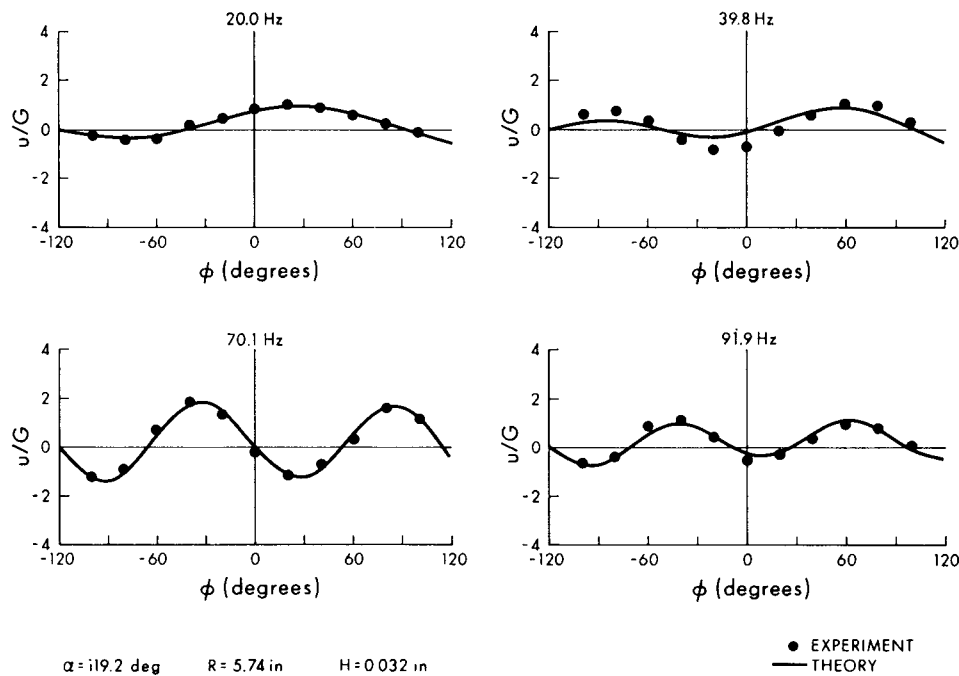 20.0 Hz
39.8 Hz
4
2
0
-2
-4
u/G
-120 -60 0 60 120
ϕ (degrees)
4
2
0
-2
-4
u/G
-120 -60 0 60 120
ϕ (degrees)
70.1 Hz
91.9 Hz
4
2
0
-2
-4
u/G
-120 -60 0 60 120
ϕ (degrees)
4
2
0
-2
-4
u/G
-120 -60 0 60 120
ϕ (degrees)
α = 119.2 deg R = 5.74 in H = 0 032 in
EXPERIMENT
THEORY